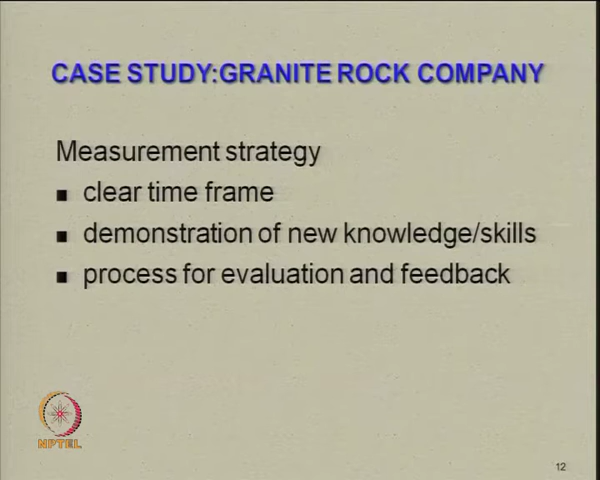 CASE STUDY:GRANITE ROCK COMPANY
Measurement strategy
■ clear time frame
■ demonstration of new knowledge/skills
■ process for evaluation and feedback
NPTEL
12